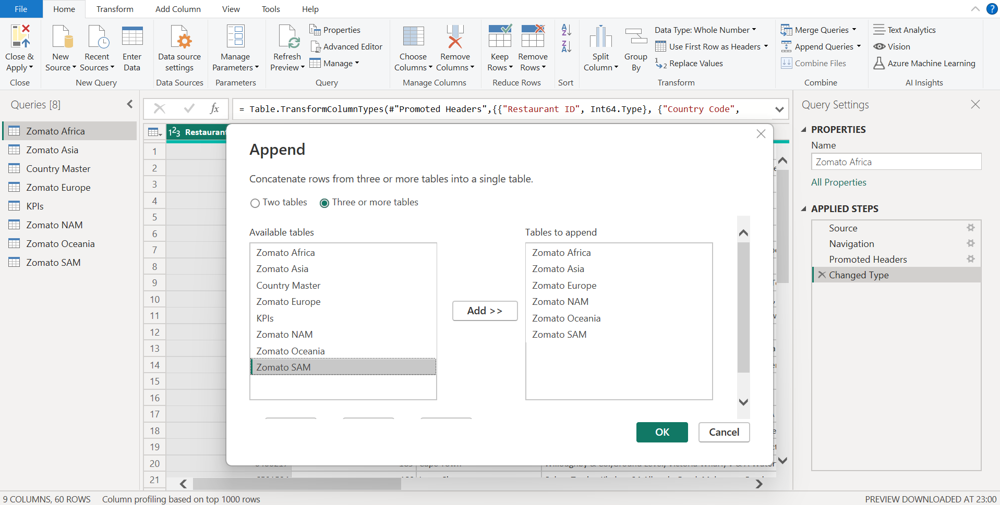 File Home Transform Add Column View Tools Help ?
Close & Apply
New Source
Recent Sources
Enter Data
Data source settings
Manage Parameters
Refresh Preview
Properties
Advanced Editor
Manage
Choose Columns
Remove Columns
Keep Rows
Remove Rows
Split Column
Group By
Data Type: Whole Number
Use First Row as Headers
Replace Values
Merge Queries
Append Queries
Combine Files
Text Analytics
Vision
Azure Machine Learning
Close
New Query
Data Sources
Parameters
Query
Manage Columns
Reduce Rows
Sort
Transform
Combine
AI Insights
Queries [8]
Zomato Africa
Zomato Asia
Country Master
Zomato Europe
KPIs
Zomato NAM
Zomato Oceania
Zomato SAM
fx
= Table.TransformColumnTypes(#"Promoted Headers",{{"Restaurant ID", Int64.Type}, {"Country Code",
123 Restaurant
1
2
3
4
5
6
7
8
9
10
11
12
13
14
15
16
17
18
19
20
21
Append
Concatenate rows from three or more tables into a single table.
Two tables
Three or more tables
Available tables
Zomato Africa
Zomato Asia
Country Master
Zomato Europe
KPIs
Zomato NAM
Zomato Oceania
Zomato SAM
Add >>
Tables to append
Zomato Africa
Zomato Asia
Zomato Europe
Zomato NAM
Zomato Oceania
Zomato SAM
OK
Cancel
Query Settings
PROPERTIES
Name
Zomato Africa
All Properties
APPLIED STEPS
Source
Navigation
Promoted Headers
Changed Type
9 COLUMNS, 60 ROWS
Column profiling based on top 1000 rows
PREVIEW DOWNLOADED AT 23:00